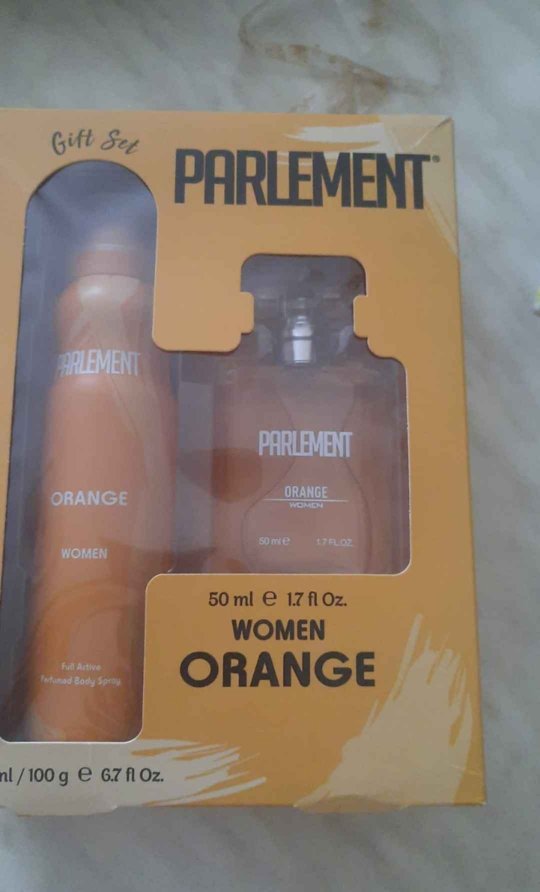 Gift Set
PARLEMENT®
PARLEMENT
ORANGE
WOMEN
Full Active
Perfumed Body Spray
PARLEMENT
ORANGE
WOMEN
50 ml e 1.7 FL.OZ.
50 ml e 1.7 fl Oz.
WOMEN
ORANGE
ml / 100 g e 6.7 fl Oz.